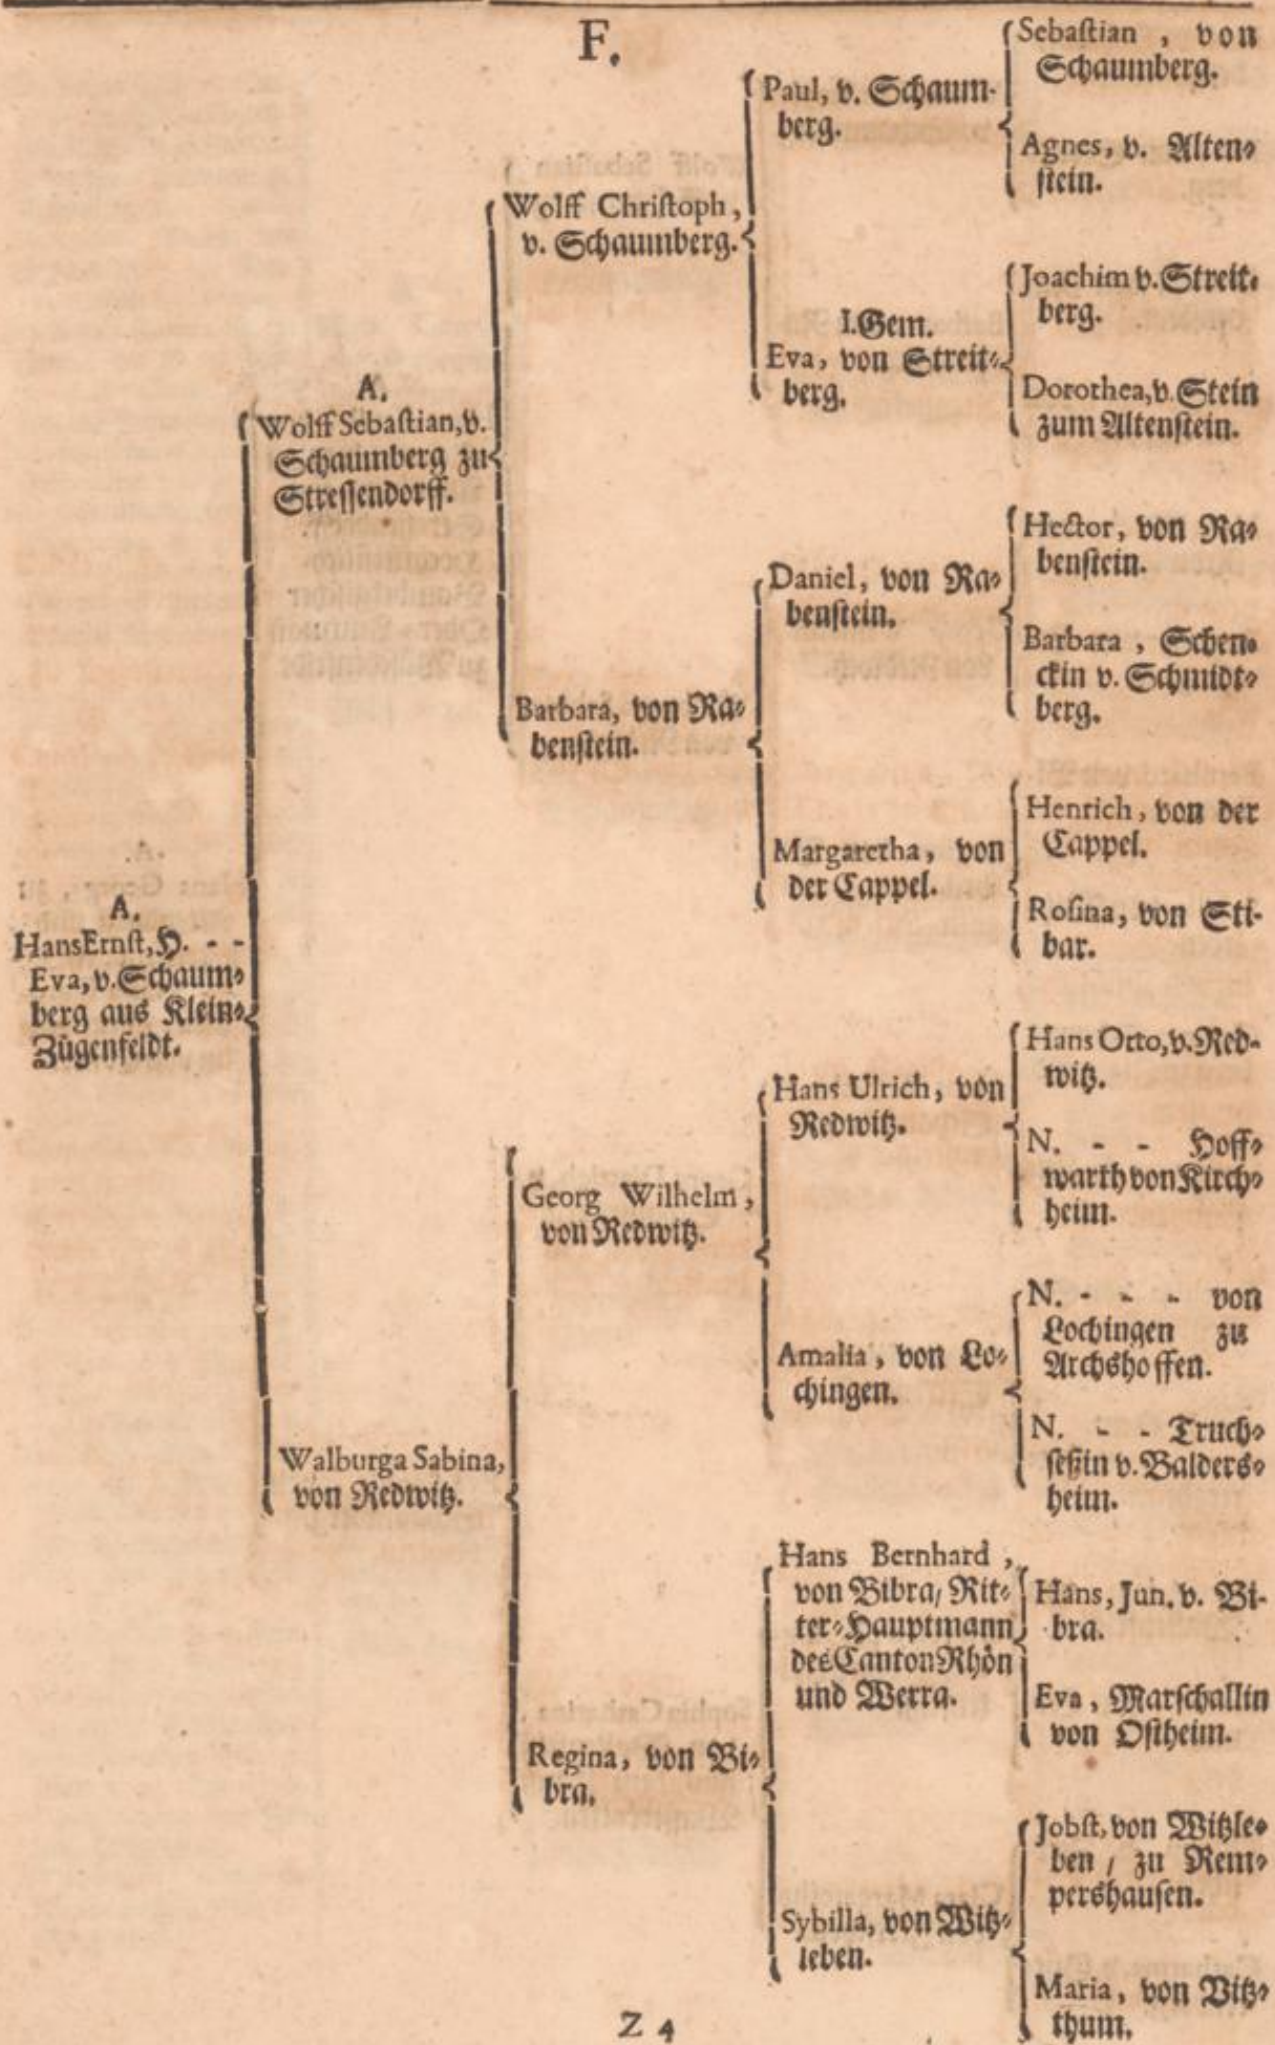 F.
A.
Hans Ernst, H. - -
Eva, v. Schaum⸗
berg aus Klein⸗
Zügenfeldt.
A.
Wolff Sebaſtian, v.
Schaumberg zu
Streſſendorff.
Walburga Sabina,
von Redwitz.
Wolff Chriſtoph,
v. Schaumberg.
Barbara, von Ra⸗
benſtein.
Georg Wilhelm,
von Redwitz.
Regina, von Bi⸗
bra.
Paul, v. Schaum-
berg.
I. Gem.
Eva, von Streit⸗
berg.
Daniel, von Ra⸗
benſtein.
Margaretha, von
der Cappel.
Hans Ulrich, von
Redwitz.
Amalia, von Lo⸗
chingen.
Hans Bernhard,
von Bibra/ Rit⸗
ter⸗Hauptmann
des Canton Rhön
und Werra.
Sybilla, von Witz⸗
leben.
Sebaſtian, von
Schaumberg.
Agnes, v. Alten⸗
ſtein.
Joachim v. Streit⸗
berg.
Dorothea, v. Stein
zum Altenſtein.
Hector, von Ra⸗
benſtein.
Barbara, Schen⸗
ckin v. Schmidt⸗
berg.
Henrich, von der
Cappel.
Roſina, von Sti-
bar.
Hans Otto, v. Red-
witz.
N. - - Hoff⸗
warth von Kirch⸗
heim.
N. - - - von
Lochingen zu
Archshoffen.
N. - - Truch⸗
ſeßin v. Balders⸗
heim.
Hans, Jun. v. Bi-
bra.
Eva, Marſchallin
von Oſtheim.
Jobſt, von Witzle⸗
ben / zu Rem⸗
pershauſen.
Maria, von Vitz⸗
thum.
Z 4